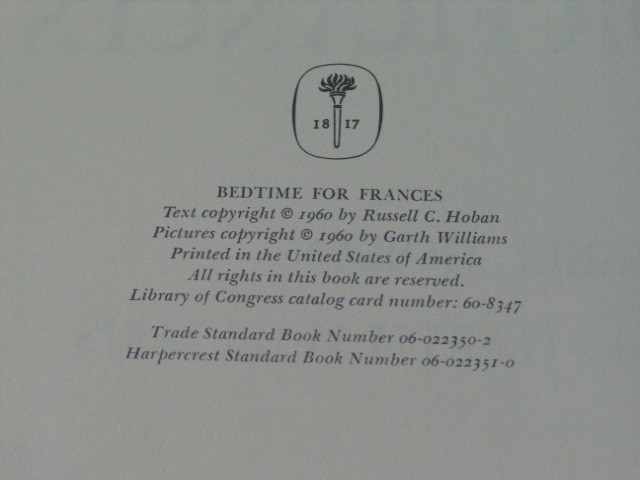 18 17
BEDTIME FOR FRANCES
Text copyright © 1960 by Russell C. Hoban
Pictures copyright © 1960 by Garth Williams
Printed in the United States of America
All rights in this book are reserved.
Library of Congress catalog card number: 60-8347
Trade Standard Book Number 06-022350-2
Harpercrest Standard Book Number 06-022351-0